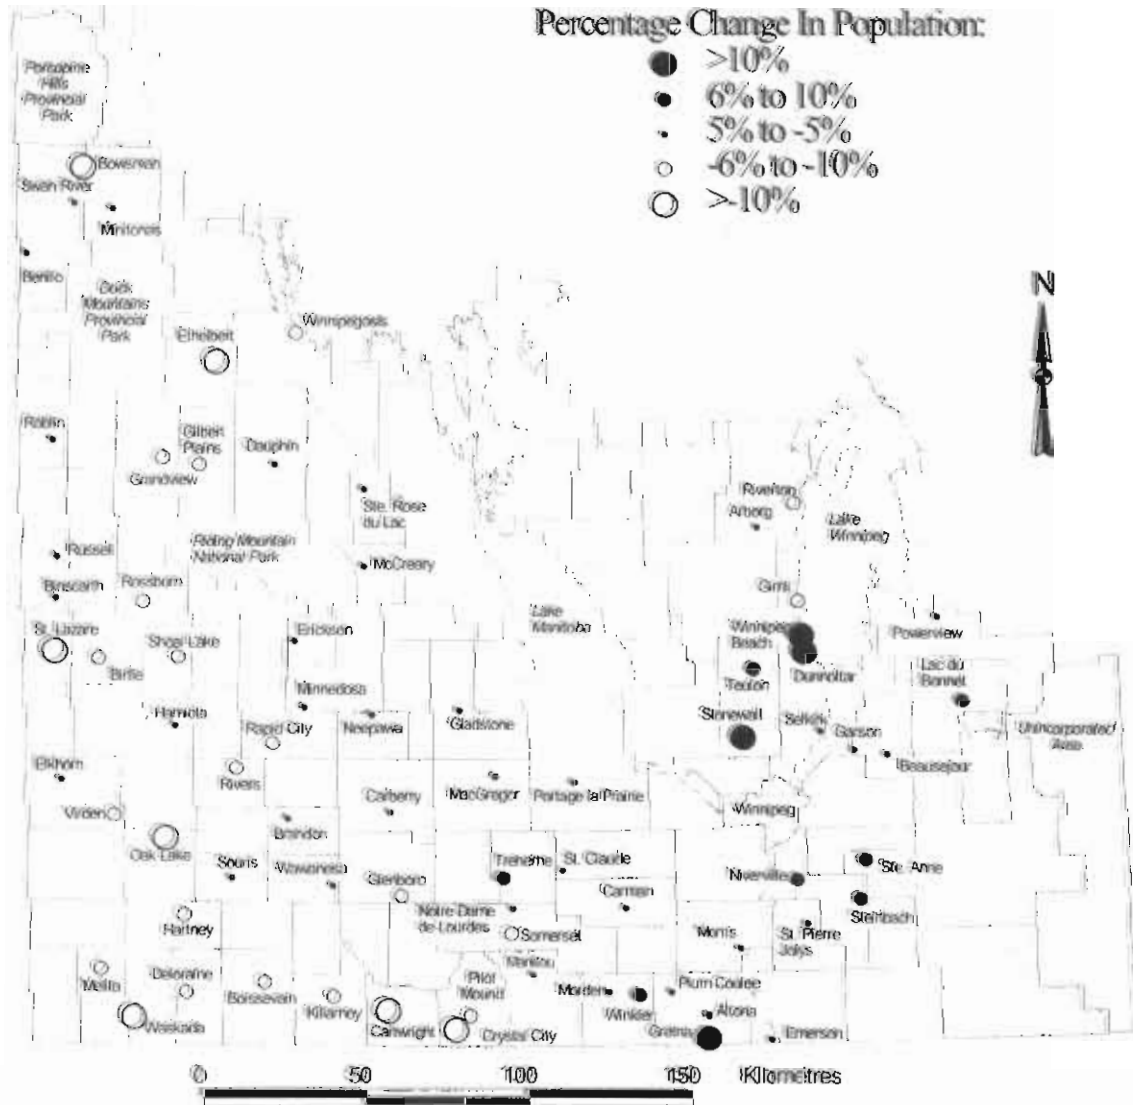 Percentage Change In Population:
>10%
6% to 10%
5% to -5%
-6% to -10%
>-10%
Porcupine
Hills
Provincial
Park
Bowsman
Swan River
Minitonas
Benito
Duck
Mountains
Provincial
Park
N
Ethelbert
Winnipegosis
Roblin
Gilbert
Plains
Dauphin
Grandview
Ste. Rose
du Lac
Riverton
Arborg
Lake
Winnipeg
Russell
Riding Mountain
National Park
McCreary
Binscarth
Rossburn
Gimli
St. Lazare
Shoal Lake
Erickson
Lake
Manitoba
Winnipeg
Beach
Powerview
Birtle
Dunnottar
Lac du
Bonnet
Teulon
Minnedosa
Hamiota
Rapid City
Neepawa
Gladstone
Stonewall
Selkirk
Garson
Unincorporated
Area
Beausejour
Elkhorn
Rivers
Carberry
MacGregor
Portage la Prairie
Winnipeg
Virden
Brandon
Oak Lake
Souris
Wawanesa
Glenboro
Treherne
St. Claude
Niverville
Ste. Anne
Carman
Notre Dame
de Lourdes
Steinbach
Hartney
Somerset
Morris
St. Pierre
Jolys
Manitou
Melita
Deloraine
Boissevain
Killarney
Pilot
Mound
Morden
Winkler
Plum Coulee
Altona
Waskada
Cartwright
Crystal City
Gretna
Emerson
0 50 100 150 Kilometres